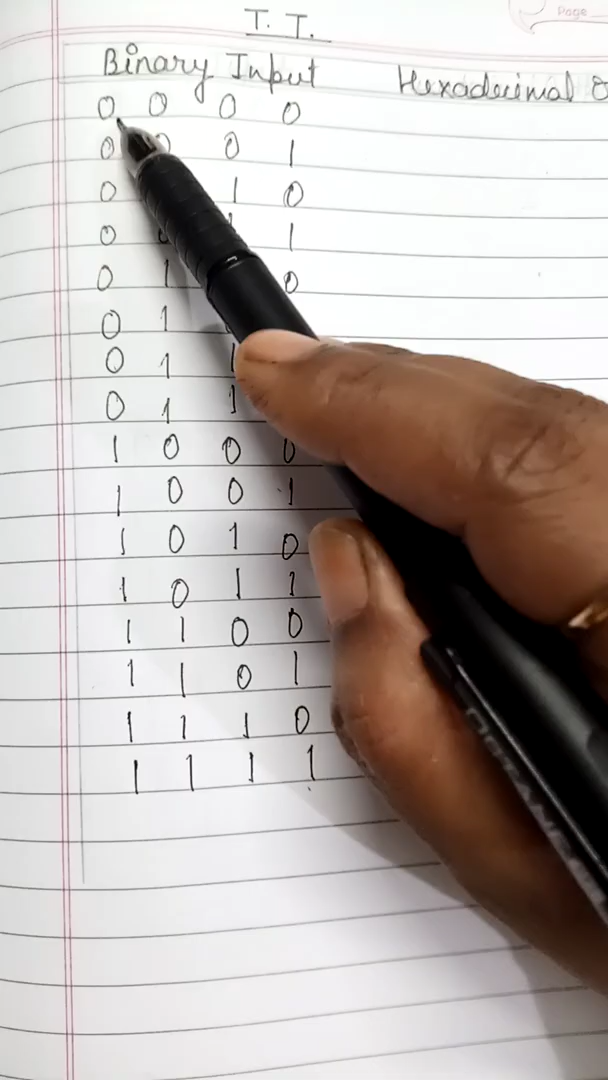 Page
T. T.
Binary Input Hexadecimal
0 0 0 0
0 0 1
0 1 0
0 1
0 1 0
0 1
0 1 1
0 1 1
1 0 0 0
1 0 0 1
1 0 1 0
1 0 1 1
1 1 0 0
1 1 0 1
1 1 1 0
1 1 1 1